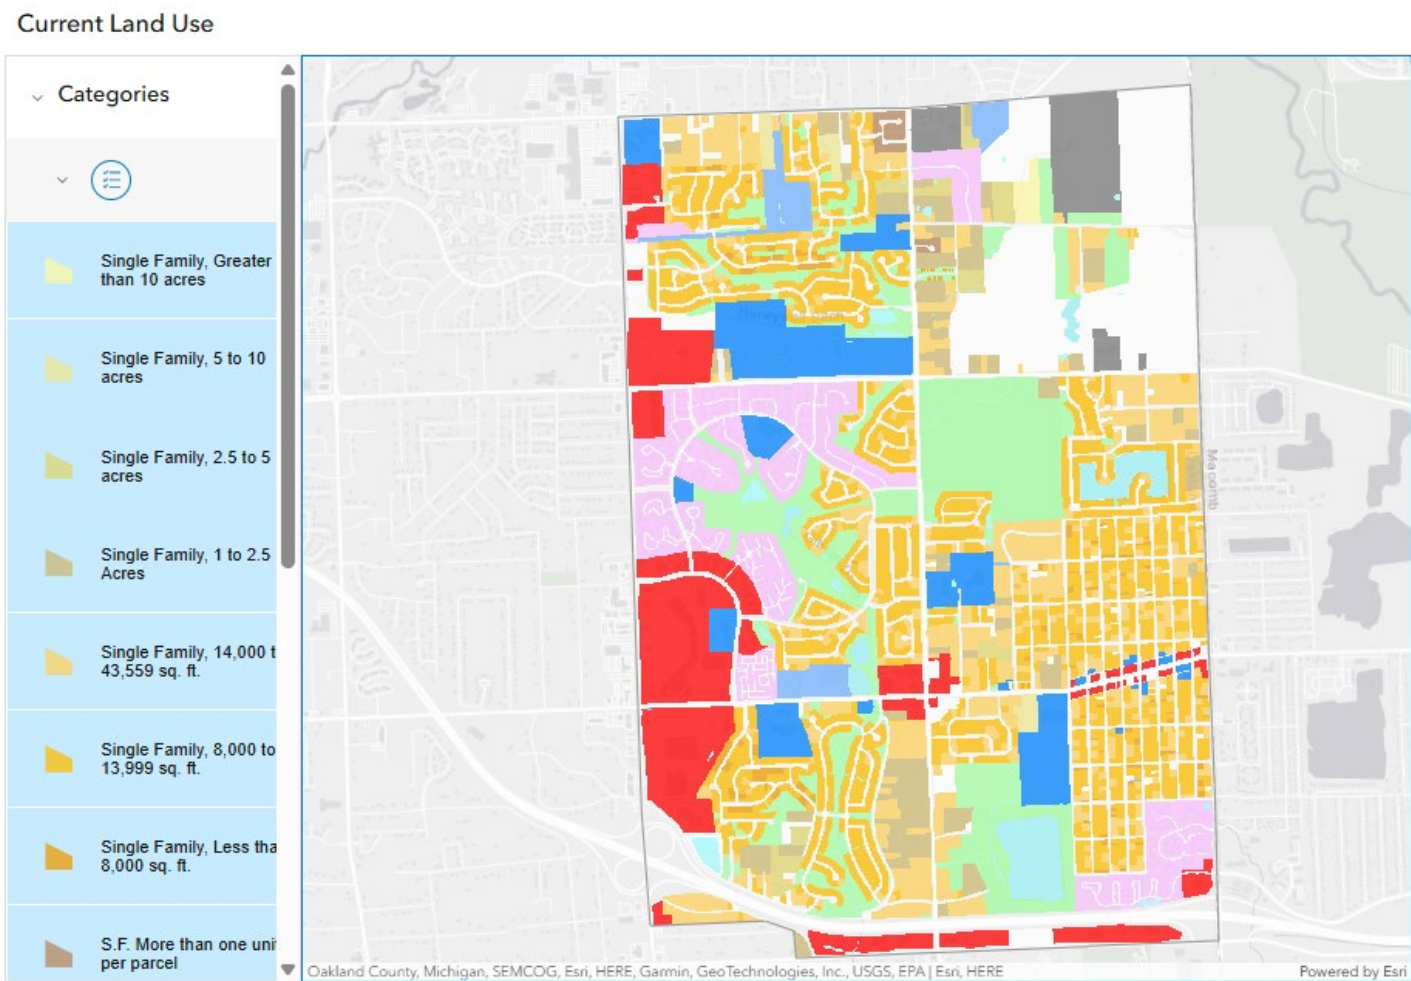 Current Land Use
Categories
Single Family, Greater
than 10 acres
Single Family, 5 to 10
acres
Single Family, 2.5 to 5
acres
Single Family, 1 to 2.5
Acres
Single Family, 14,000 t
43,559 sq. ft.
Single Family, 8,000 to
13,999 sq. ft.
Single Family, Less tha
8,000 sq. ft.
S.F. More than one uni
per parcel
Macomb
Oakland County, Michigan, SEMCOG, Esri, HERE, Garmin, GeoTechnologies, Inc., USGS, EPA | Esri, HERE
Powered by Esri